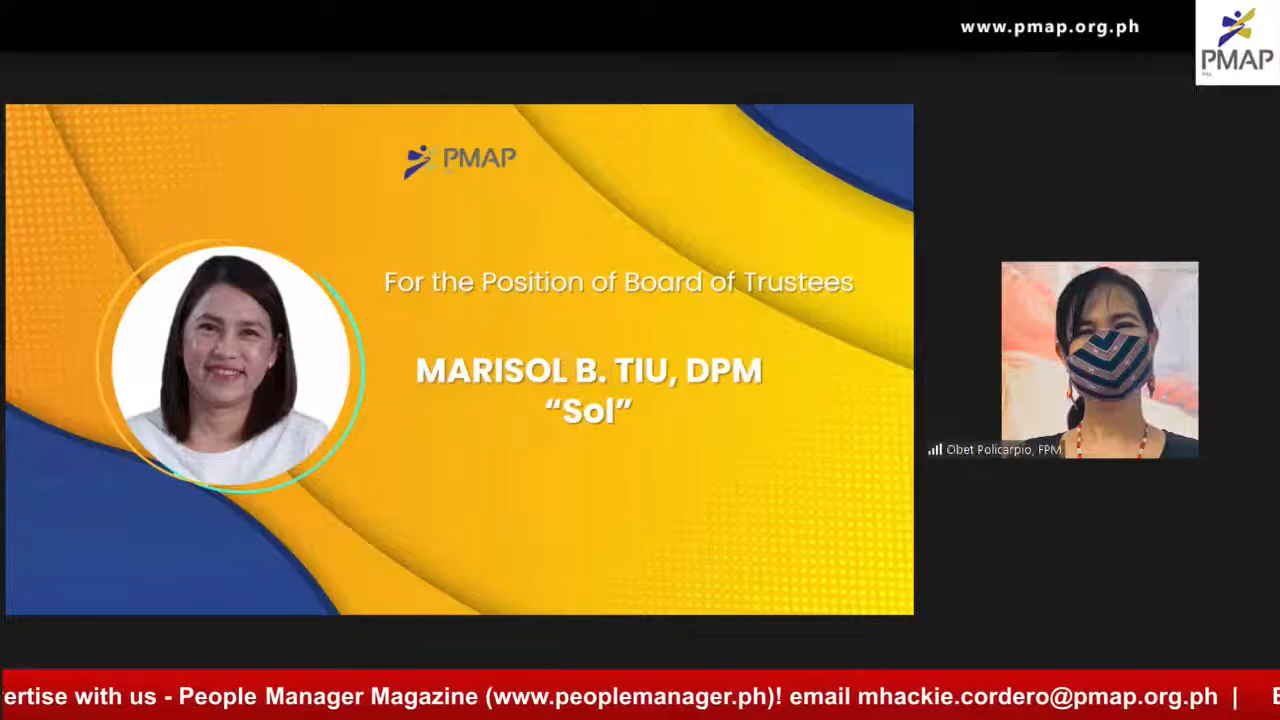 www.pmap.org.ph
PMAP
PMAP
For the Position of Board of Trustees
MARISOL B. TIU, DPM
“Sol”
Obet Policarpio, FPM
ertise with us - People Manager Magazine (www.peoplemanager.ph)! email mhackie.cordero@pmap.org.ph |